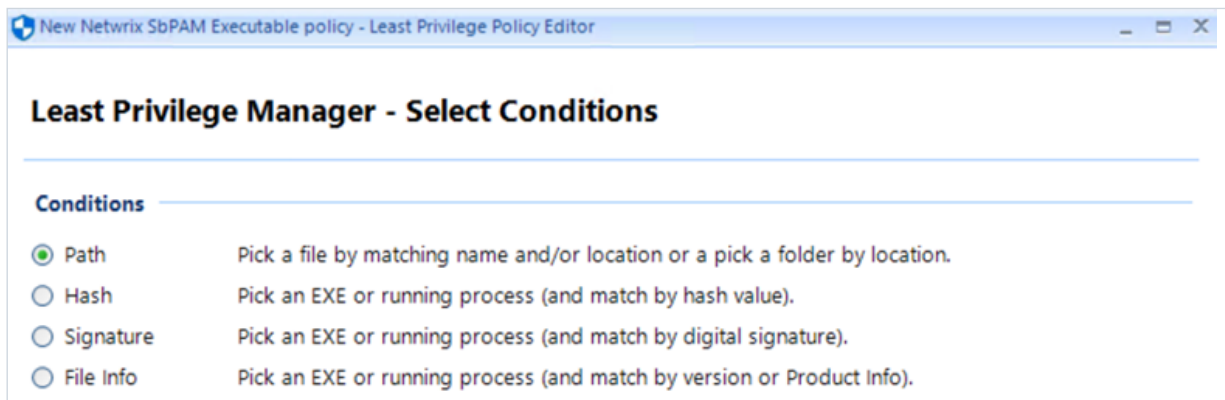 New Netwrix SbPAM Executable policy - Least Privilege Policy Editor
Least Privilege Manager - Select Conditions
Conditions
Path Pick a file by matching name and/or location or a pick a folder by location.
Hash Pick an EXE or running process (and match by hash value).
Signature Pick an EXE or running process (and match by digital signature).
File Info Pick an EXE or running process (and match by version or Product Info).